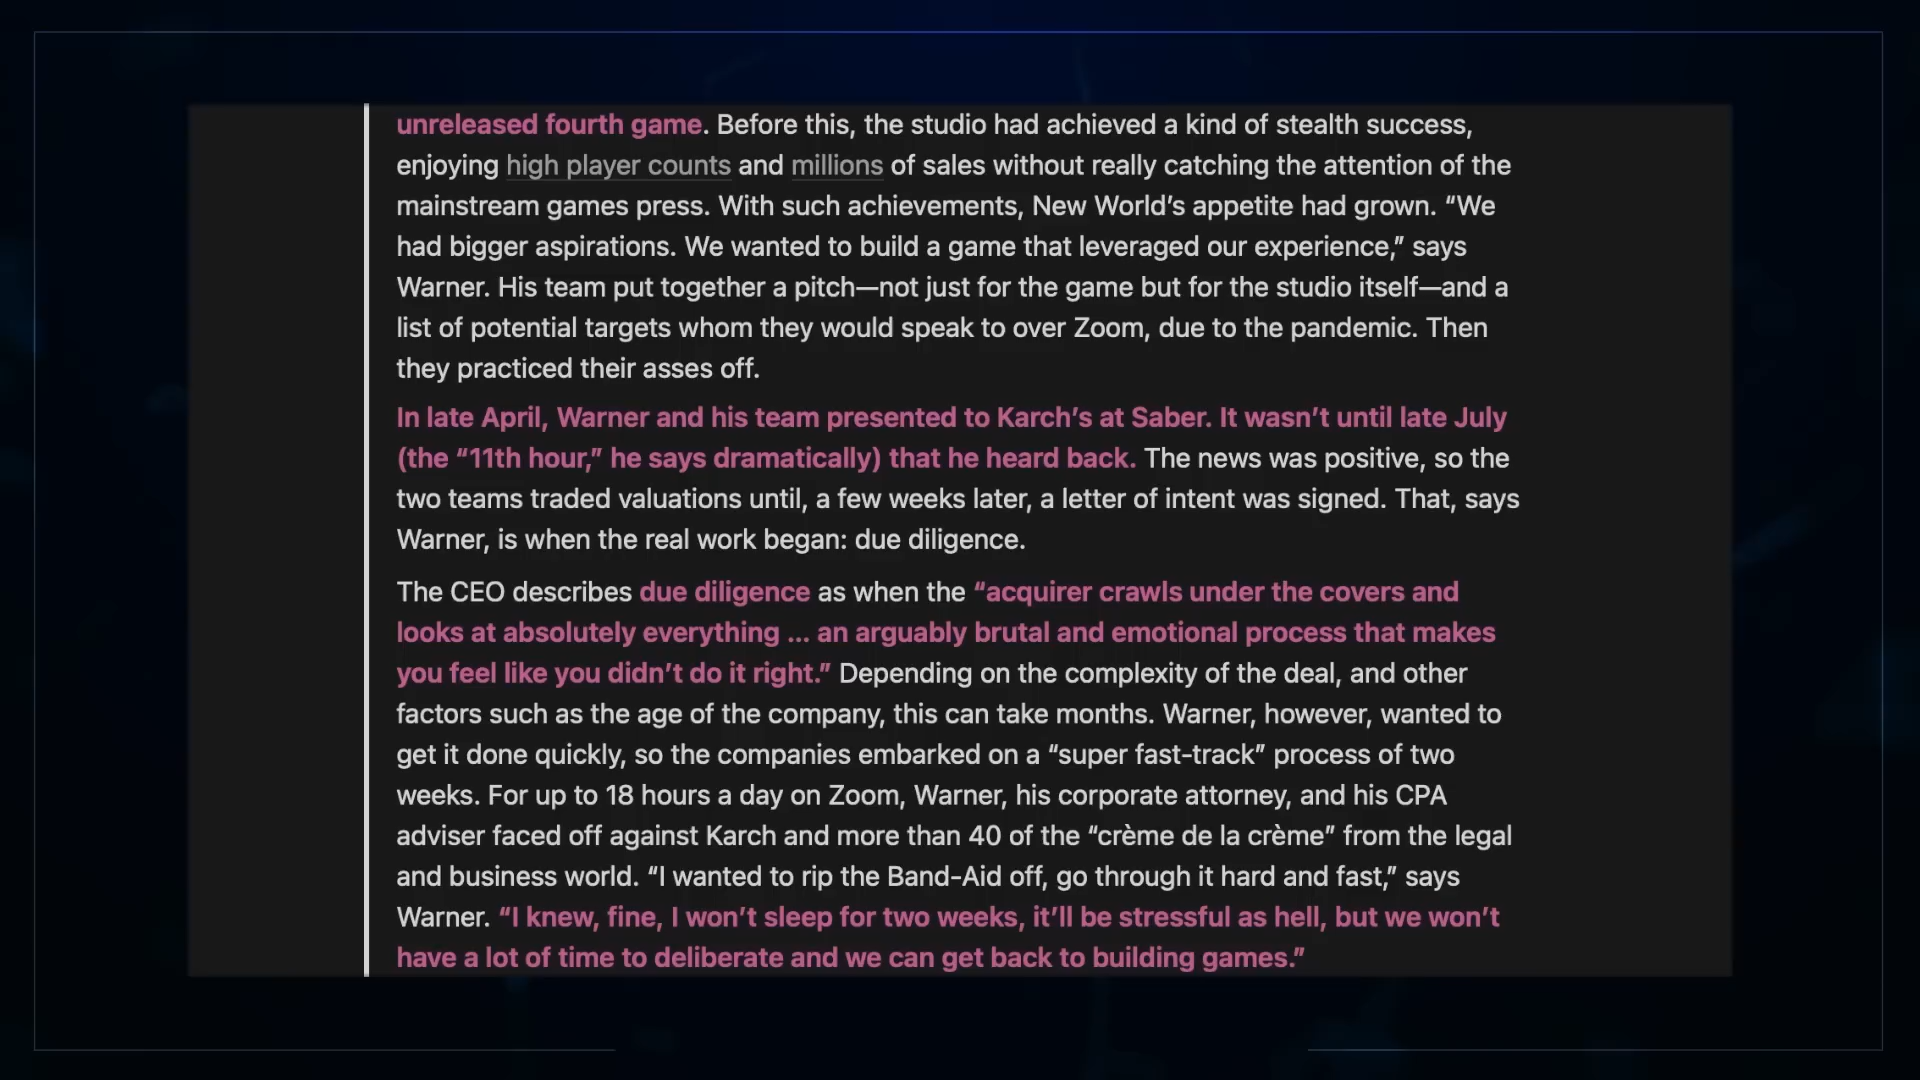 unreleased fourth game. Before this, the studio had achieved a kind of stealth success,
enjoying high player counts and millions of sales without really catching the attention of the
mainstream games press. With such achievements, New World’s appetite had grown. “We
had bigger aspirations. We wanted to build a game that leveraged our experience,” says
Warner. His team put together a pitch—not just for the game but for the studio itself—and a
list of potential targets whom they would speak to over Zoom, due to the pandemic. Then
they practiced their asses off.
In late April, Warner and his team presented to Karch’s at Saber. It wasn’t until late July
(the “11th hour,” he says dramatically) that he heard back. The news was positive, so the
two teams traded valuations until, a few weeks later, a letter of intent was signed. That, says
Warner, is when the real work began: due diligence.
The CEO describes due diligence as when the “acquirer crawls under the covers and
looks at absolutely everything ... an arguably brutal and emotional process that makes
you feel like you didn’t do it right.” Depending on the complexity of the deal, and other
factors such as the age of the company, this can take months. Warner, however, wanted to
get it done quickly, so the companies embarked on a “super fast-track” process of two
weeks. For up to 18 hours a day on Zoom, Warner, his corporate attorney, and his CPA
adviser faced off against Karch and more than 40 of the “crème de la crème” from the legal
and business world. “I wanted to rip the Band-Aid off, go through it hard and fast,” says
Warner. “I knew, fine, I won’t sleep for two weeks, it’ll be stressful as hell, but we won’t
have a lot of time to deliberate and we can get back to building games.”